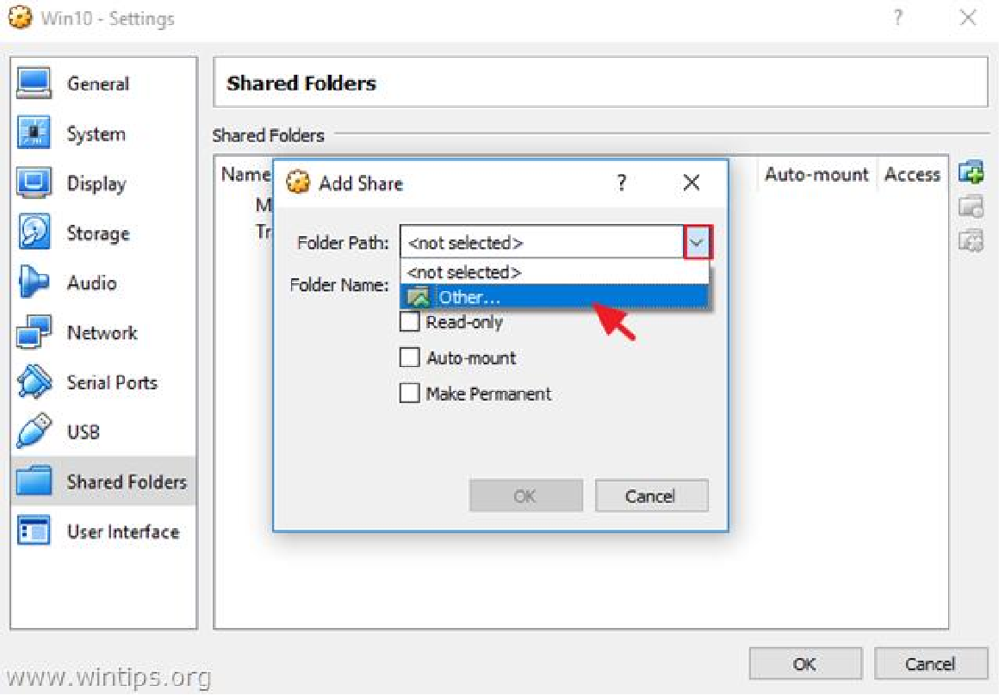 Win10 - Settings ?
General
System
Display
Storage
Audio
Network
Serial Ports
USB
Shared Folders
User Interface
Shared Folders
Shared Folders
Name Auto-mount Access
M
Tr
Add Share ?
Folder Path: <not selected>
<not selected>
Folder Name:
Other...
Read-only
Auto-mount
Make Permanent
OK Cancel
OK Cancel
www.wintips.org